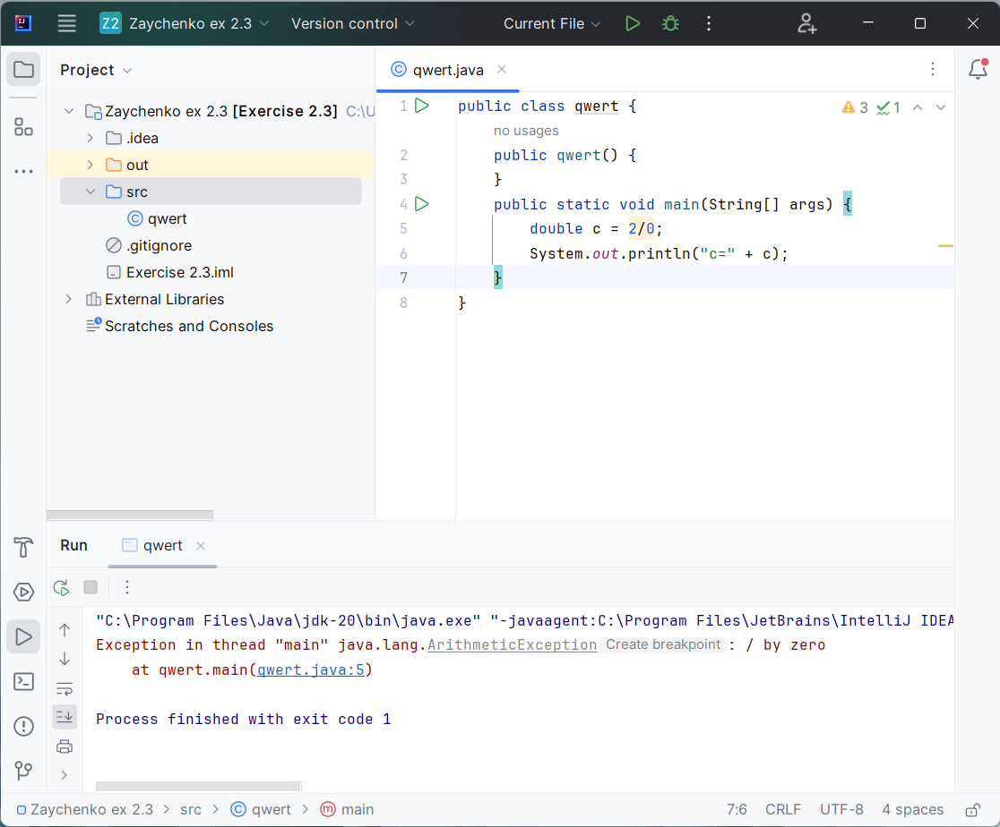 Z2 Zaychenko ex 2.3 Version control Current File
Project
Zaychenko ex 2.3 [Exercise 2.3] C:\U
.idea
out
src
qwert
.gitignore
Exercise 2.3.iml
External Libraries
Scratches and Consoles
qwert.java
3 1
1 public class qwert {
no usages
2 public qwert() {
3 }
4 public static void main(String[] args) {
5 double c = 2/0;
6 System.out.println("c=" + c);
7 }
8 }
Run qwert
"C:\Program Files\Java\jdk-20\bin\java.exe" "-javaagent:C:\Program Files\JetBrains\IntelliJ IDEA
Exception in thread "main" java.lang.ArithmeticException Create breakpoint : / by zero
at qwert.main(qwert.java:5)
Process finished with exit code 1
Zaychenko ex 2.3 > src > qwert > main 7:6 CRLF UTF-8 4 spaces